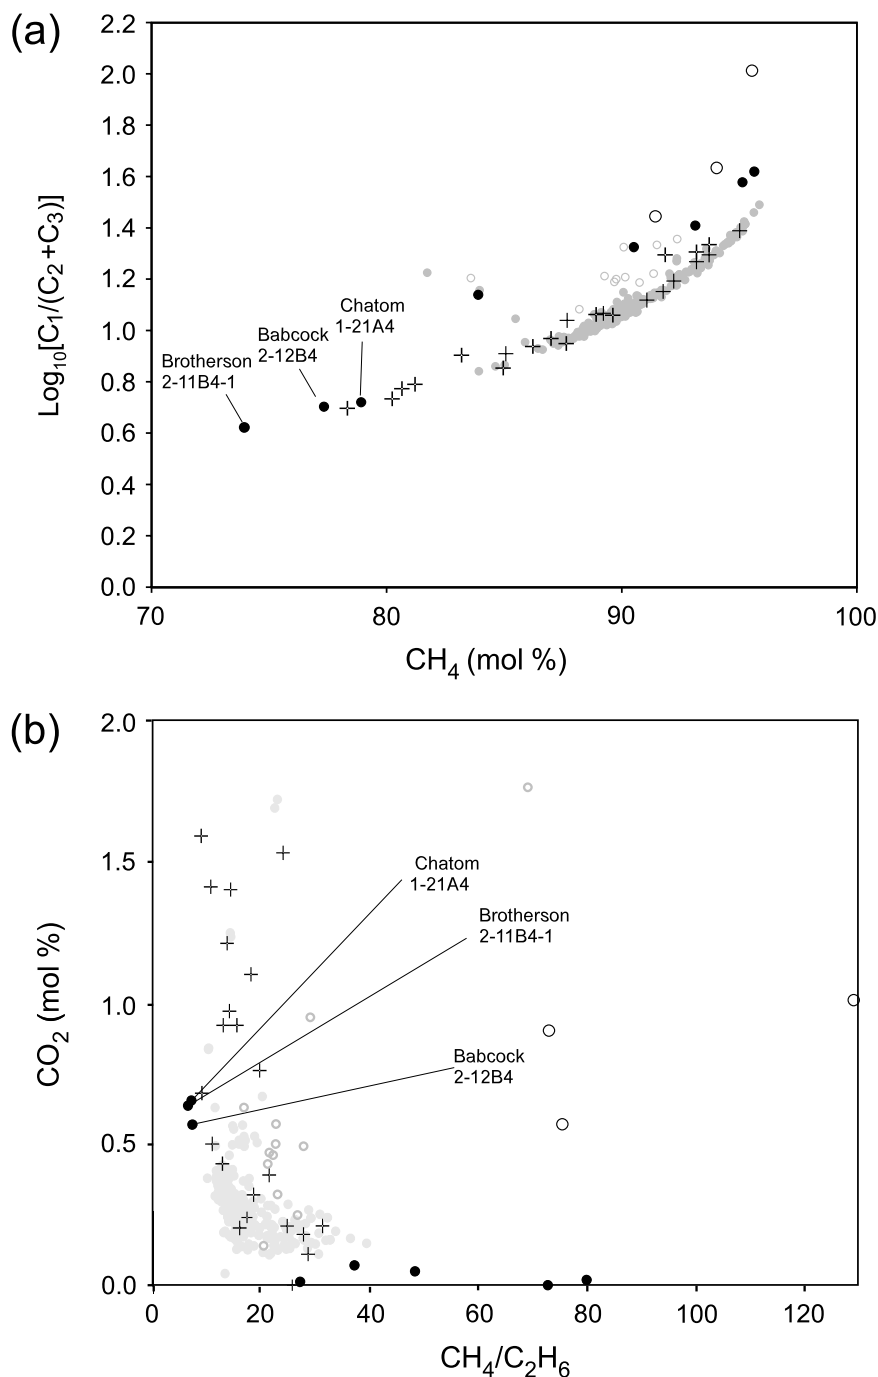 (a)
2.2
2.0
1.8
1.6
1.4
1.2
1.0
0.8
0.6
0.4
0.2
0.0
Log10[C1/(C2+C3)]
Chatom
1-21A4
Babcock
2-12B4
Brotherson
2-11B4-1
70
80
90
100
CH4 (mol %)
(b)
2.0
1.5
1.0
0.5
0.0
CO2 (mol %)
Chatom
1-21A4
Brotherson
2-11B4-1
Babcock
2-12B4
0
20
40
60
80
100
120
CH4/C2H6